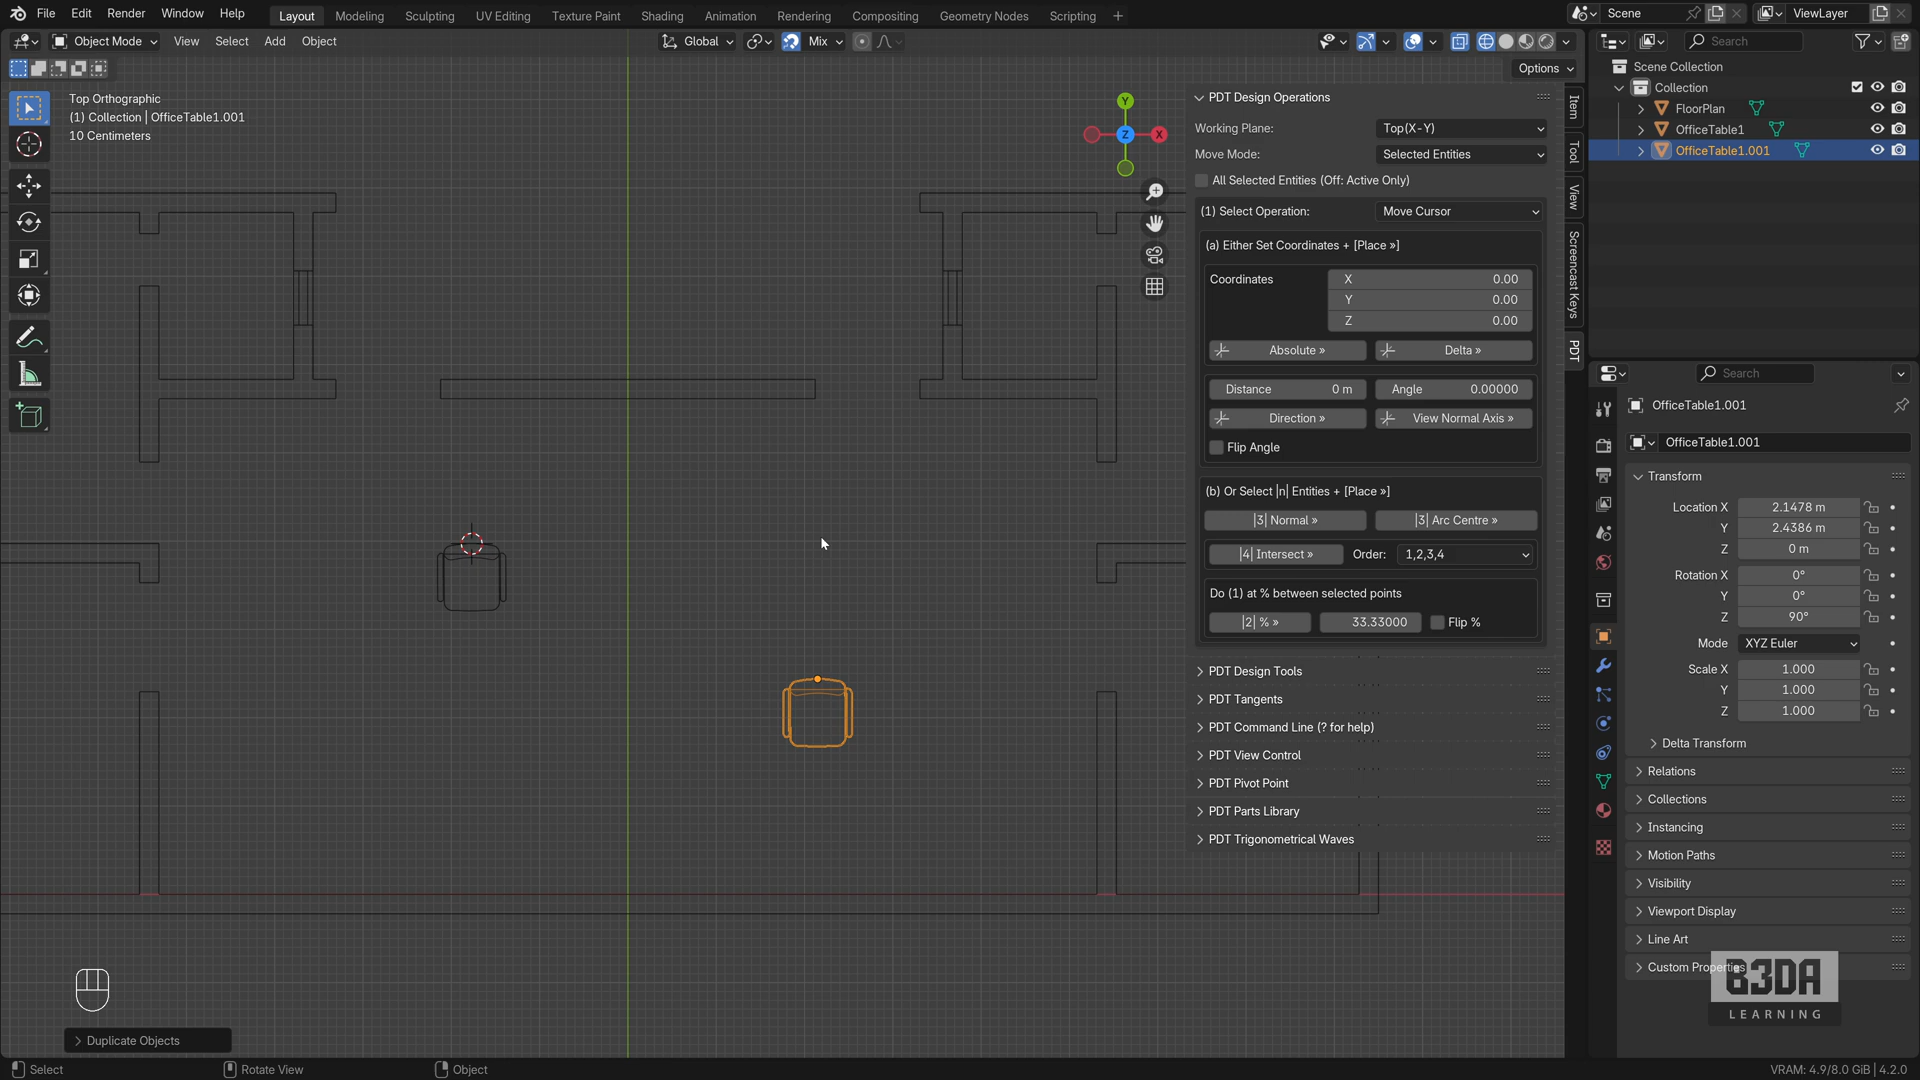 File Edit Render Window Help Layout Modeling Sculpting UV Editing Texture Paint Shading Animation Rendering Compositing Geometry Nodes Scripting + Scene ViewLayer
Object Mode View Select Add Object Global Mix Search
Options
Top Orthographic
(1) Collection | OfficeTable1.001
10 Centimeters
Y
Z
X
PDT Design Operations
Working Plane: Top(X-Y)
Move Mode: Selected Entities
All Selected Entities (Off: Active Only)
(1) Select Operation: Move Cursor
(a) Either Set Coordinates + [Place »]
Coordinates X 0.00
Y 0.00
Z 0.00
Absolute » Delta »
Distance 0 m Angle 0.00000
Direction » View Normal Axis »
Flip Angle
(b) Or Select |n| Entities + [Place »]
|3| Normal » |3| Arc Centre »
|4| Intersect » Order: 1,2,3,4
Do (1) at % between selected points
|2| % » 33.33000 Flip %
PDT Design Tools
PDT Tangents
PDT Command Line (? for help)
PDT View Control
PDT Pivot Point
PDT Parts Library
PDT Trigonometrical Waves
Item
Tool
View
Screencast Keys
PDT
Scene Collection
Collection
FloorPlan
OfficeTable1
OfficeTable1.001
Search
OfficeTable1.001
OfficeTable1.001
Transform
Location X 2.1478 m
Y 2.4386 m
Z 0 m
Rotation X 0°
Y 0°
Z 90°
Mode XYZ Euler
Scale X 1.000
Y 1.000
Z 1.000
Delta Transform
Relations
Collections
Instancing
Motion Paths
Visibility
Viewport Display
Line Art
Custom Properties
B3DA
LEARNING
Duplicate Objects
Select Rotate View Object VRAM: 4.9/8.0 GiB | 4.2.0